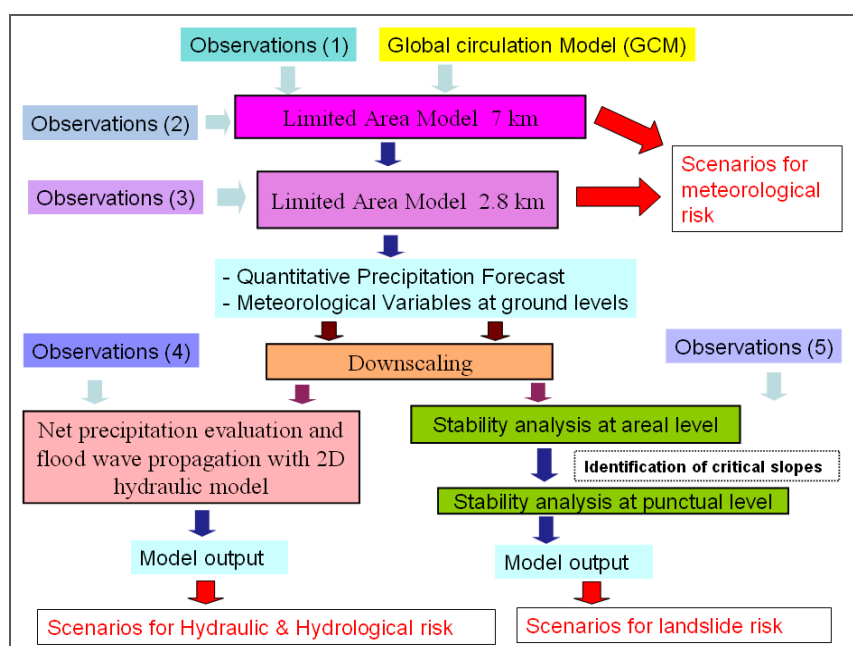 Observations (1)
Global circulation Model (GCM)
Observations (2)
Limited Area Model 7 km
Scenarios for
meteorological
risk
Observations (3)
Limited Area Model 2.8 km
- Quantitative Precipitation Forecast
- Meteorological Variables at ground levels
Observations (4)
Downscaling
Observations (5)
Net precipitation evaluation and
flood wave propagation with 2D
hydraulic model
Stability analysis at areal level
Identification of critical slopes
Stability analysis at punctual level
Model output
Model output
Scenarios for Hydraulic & Hydrological risk
Scenarios for landslide risk